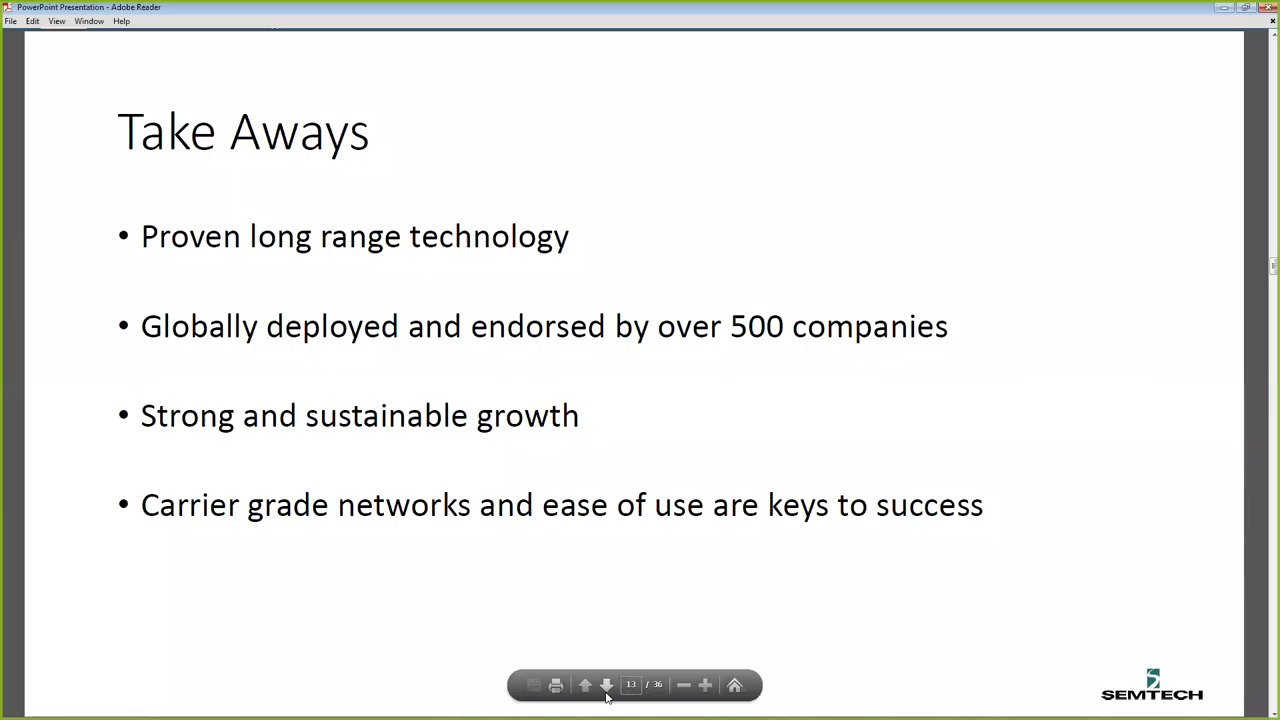 PowerPoint Presentation - Adobe Reader
File Edit View Window Help
Take Aways
• Proven long range technology
• Globally deployed and endorsed by over 500 companies
• Strong and sustainable growth
• Carrier grade networks and ease of use are keys to success
13 / 36
SEMTECH